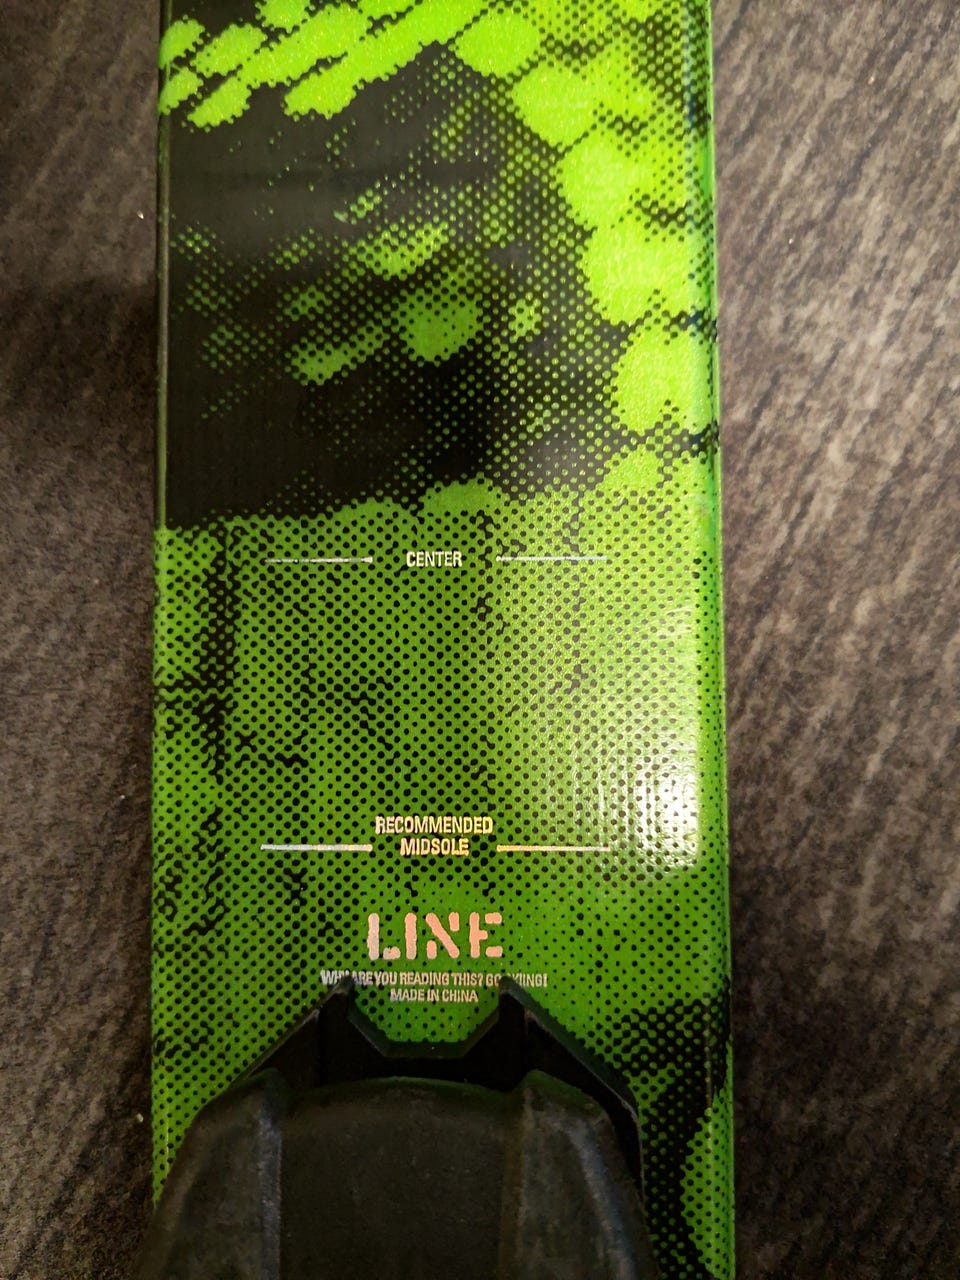 CENTER
RECOMMENDED
MIDSOLE
LINE
WHY ARE YOU READING THIS? GO SKIING!
MADE IN CHINA